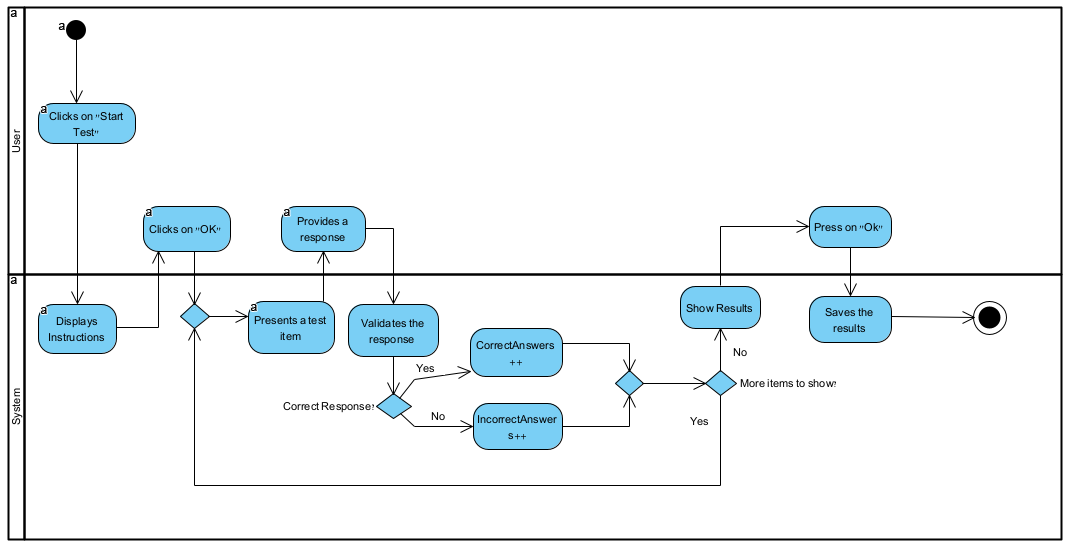 a
a
Clicks on "Start
Test"
a
User
a
Clicks on "OK"
a
Provides a
response
Press on "Ok"
a
System
a
Displays
Instructions
a
Presents a test
item
Validates the
response
Show Results
Saves the
results
CorrectAnswers
++
Yes
No
Correct Response?
IncorrectAnswer
s++
No
More items to show?
Yes